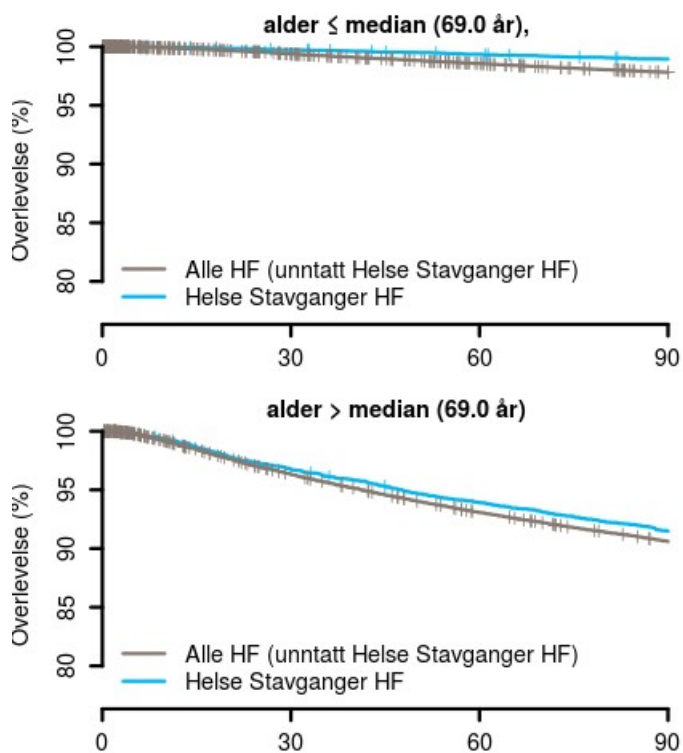 alder ≤ median (69.0 år),
Overlevelse (%)
100
95
90
85
80
Alle HF (unntatt Helse Stavganger HF)
Helse Stavganger HF
0 30 60 90
alder > median (69.0 år)
Overlevelse (%)
100
95
90
85
80
Alle HF (unntatt Helse Stavganger HF)
Helse Stavganger HF
0 30 60 90